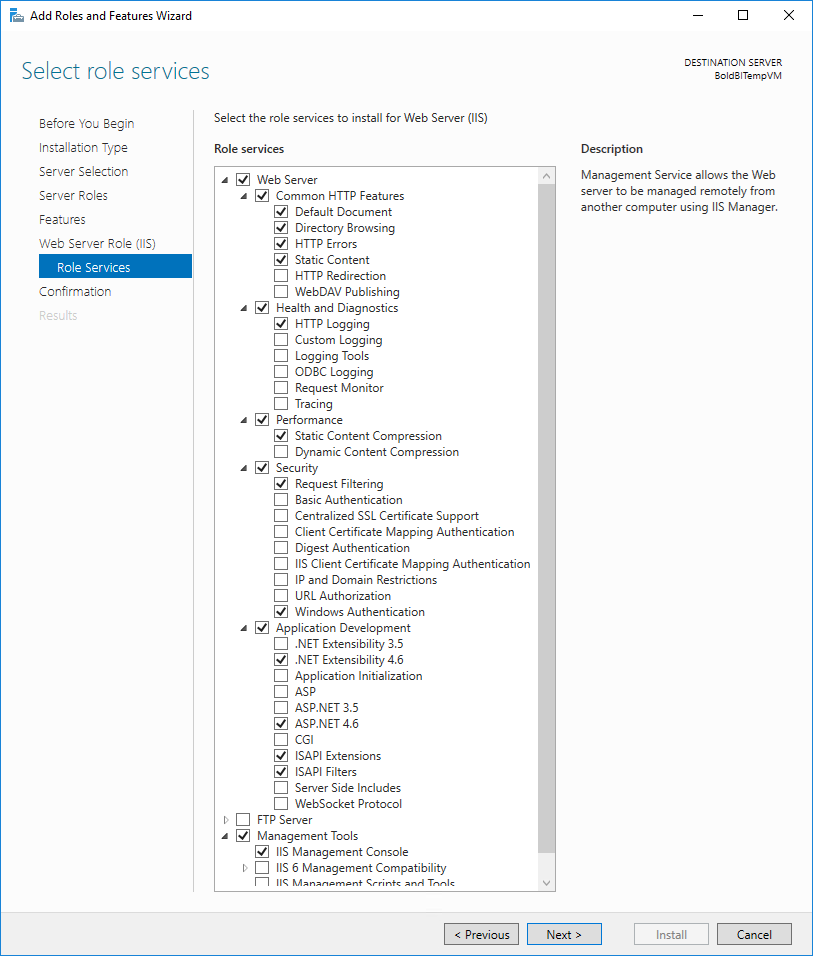 Add Roles and Features Wizard
Select role services
DESTINATION SERVER
BoldBITempVM
Before You Begin
Installation Type
Server Selection
Server Roles
Features
Web Server Role (IIS)
Role Services
Confirmation
Results
Select the role services to install for Web Server (IIS)
Role services
Web Server
Common HTTP Features
Default Document
Directory Browsing
HTTP Errors
Static Content
HTTP Redirection
WebDAV Publishing
Health and Diagnostics
HTTP Logging
Custom Logging
Logging Tools
ODBC Logging
Request Monitor
Tracing
Performance
Static Content Compression
Dynamic Content Compression
Security
Request Filtering
Basic Authentication
Centralized SSL Certificate Support
Client Certificate Mapping Authentication
Digest Authentication
IIS Client Certificate Mapping Authentication
IP and Domain Restrictions
URL Authorization
Windows Authentication
Application Development
.NET Extensibility 3.5
.NET Extensibility 4.6
Application Initialization
ASP
ASP.NET 3.5
ASP.NET 4.6
CGI
ISAPI Extensions
ISAPI Filters
Server Side Includes
WebSocket Protocol
FTP Server
Management Tools
IIS Management Console
IIS 6 Management Compatibility
IIS Management Scripts and Tools
Description
Management Service allows the Web
server to be managed remotely from
another computer using IIS Manager.
< Previous
Next >
Install
Cancel